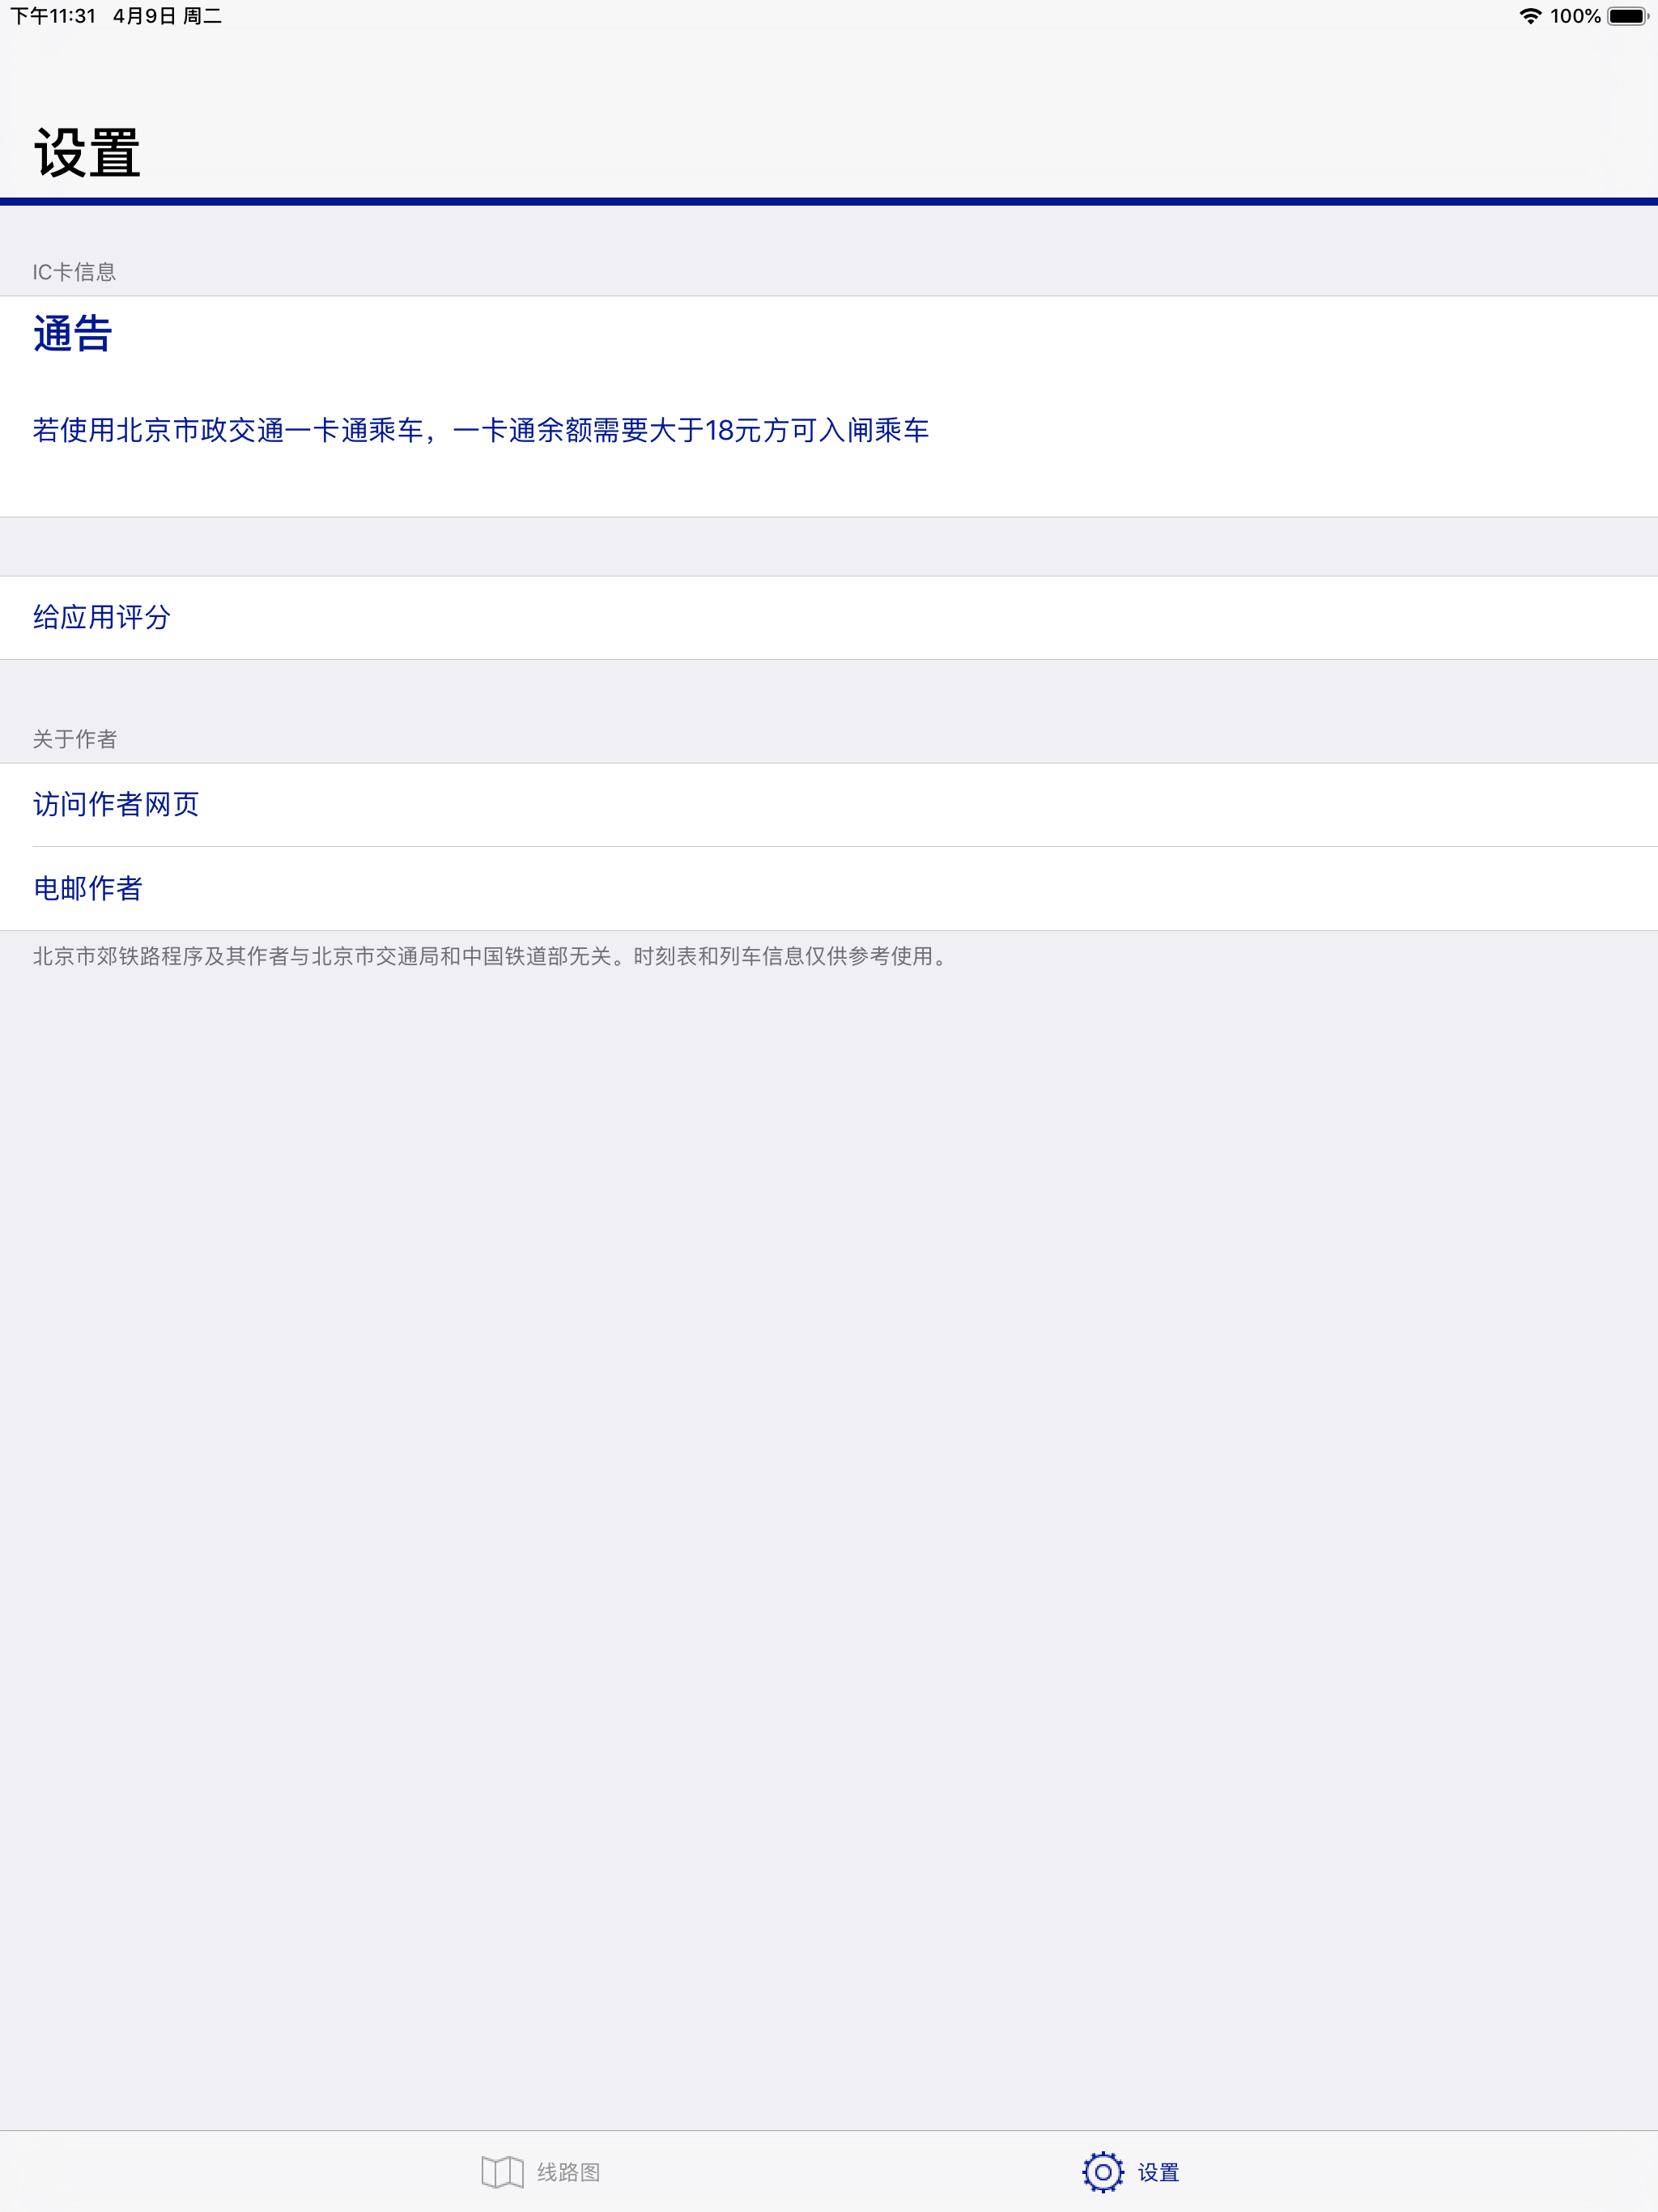 下午11:31 4月9日 周二
100%
设置
IC卡信息
通告
若使用北京市政交通一卡通乘车，一卡通余额需要大于18元方可入闸乘车
给应用评分
关于作者
访问作者网页
电邮作者
北京市郊铁路程序及其作者与北京市交通局和中国铁道部无关。时刻表和列车信息仅供参考使用。
线路图
设置